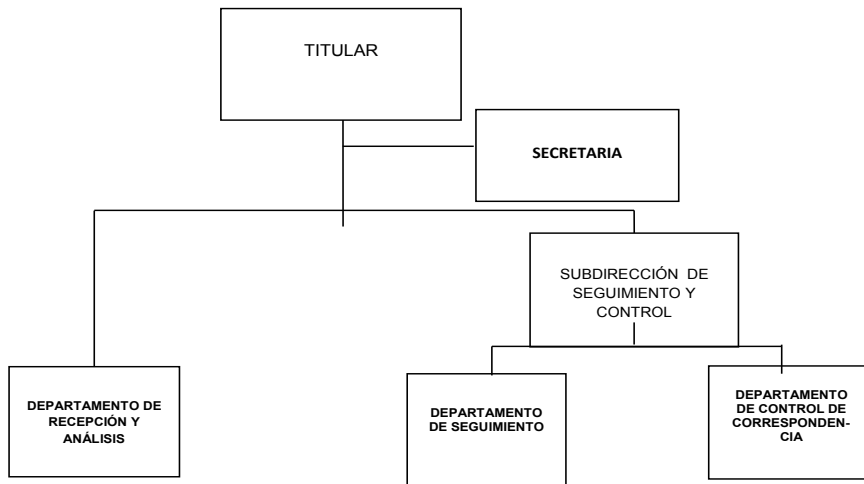 TITULAR
SECRETARIA
SUBDIRECCIÓN DE
SEGUIMIENTO Y
CONTROL
DEPARTAMENTO DE
RECEPCIÓN Y
ANÁLISIS
DEPARTAMENTO
DE SEGUIMIENTO
DEPARTAMENTO
DE CONTROL DE
CORRESPONDEN-
CIA